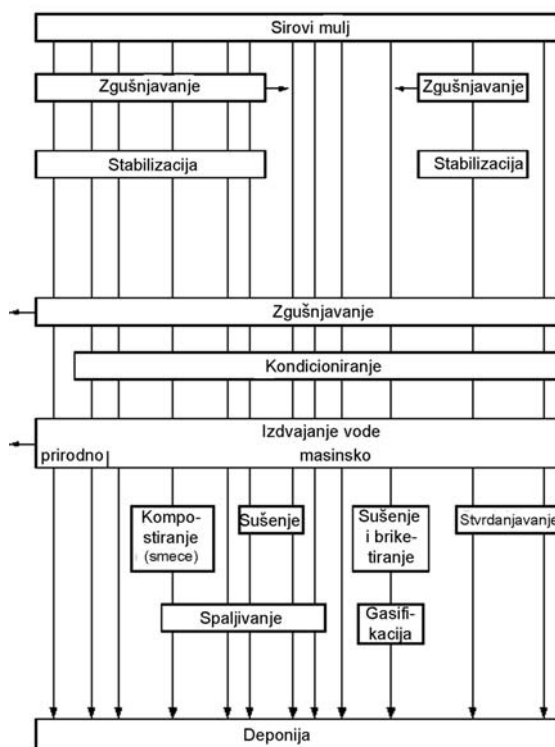 Sirovi mulj
Zgušnjavanje
Zgušnjavanje
Stabilizacija
Stabilizacija
Zgušnjavanje
Kondicioniranje
Izdvajanje vode
prirodno
masinsko
Kompo-
stiranje
(smece)
Sušenje
Sušenje
i brike-
tiranje
Stvrdanjavanje
Spaljivanje
Gasifi-
kacija
Deponija